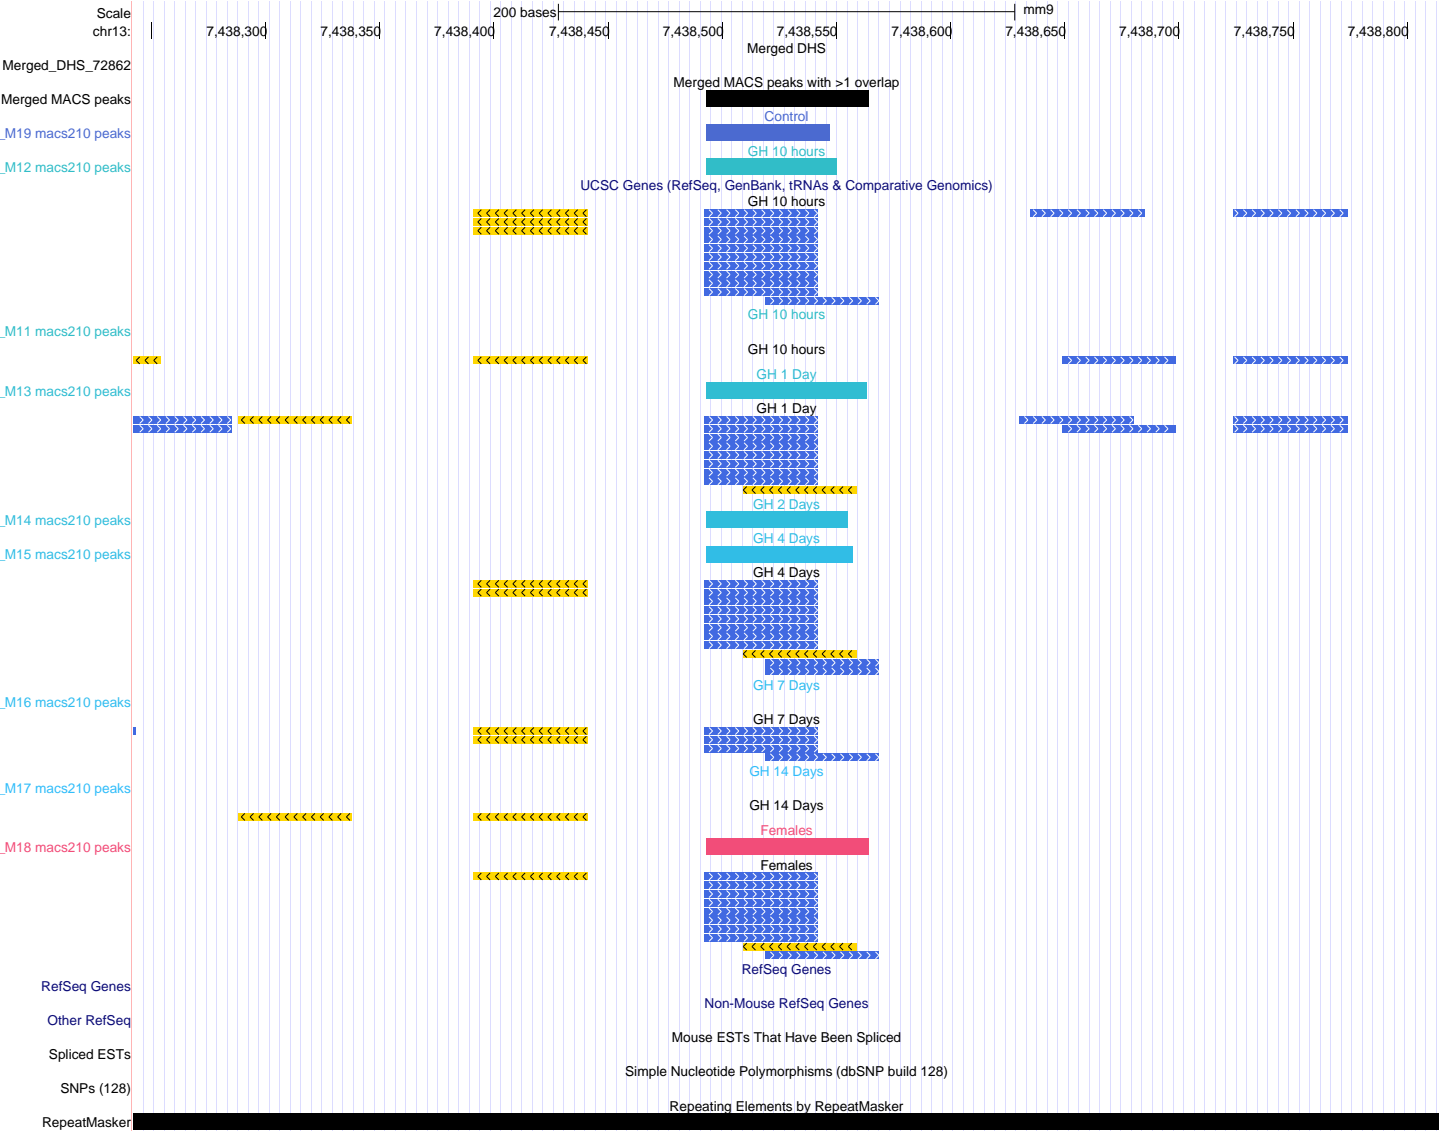 Scale 200 bases mm9
chr13: 7,438,300 7,438,350 7,438,400 7,438,450 7,438,500 7,438,550 7,438,600 7,438,650 7,438,700 7,438,750 7,438,800
Merged DHS
Merged_DHS_72862
Merged MACS peaks with >1 overlap
Merged MACS peaks
Control
_M19 macs210 peaks
GH 10 hours
_M12 macs210 peaks
UCSC Genes (RefSeq, GenBank, tRNAs & Comparative Genomics)
GH 10 hours
GH 10 hours
_M11 macs210 peaks
GH 10 hours
GH 1 Day
_M13 macs210 peaks
GH 1 Day
GH 2 Days
_M14 macs210 peaks
GH 4 Days
_M15 macs210 peaks
GH 4 Days
GH 7 Days
_M16 macs210 peaks
GH 7 Days
GH 14 Days
_M17 macs210 peaks
GH 14 Days
Females
_M18 macs210 peaks
Females
RefSeq Genes
RefSeq Genes
Non-Mouse RefSeq Genes
Other RefSeq
Mouse ESTs That Have Been Spliced
Spliced ESTs
Simple Nucleotide Polymorphisms (dbSNP build 128)
SNPs (128)
Repeating Elements by RepeatMasker
RepeatMasker